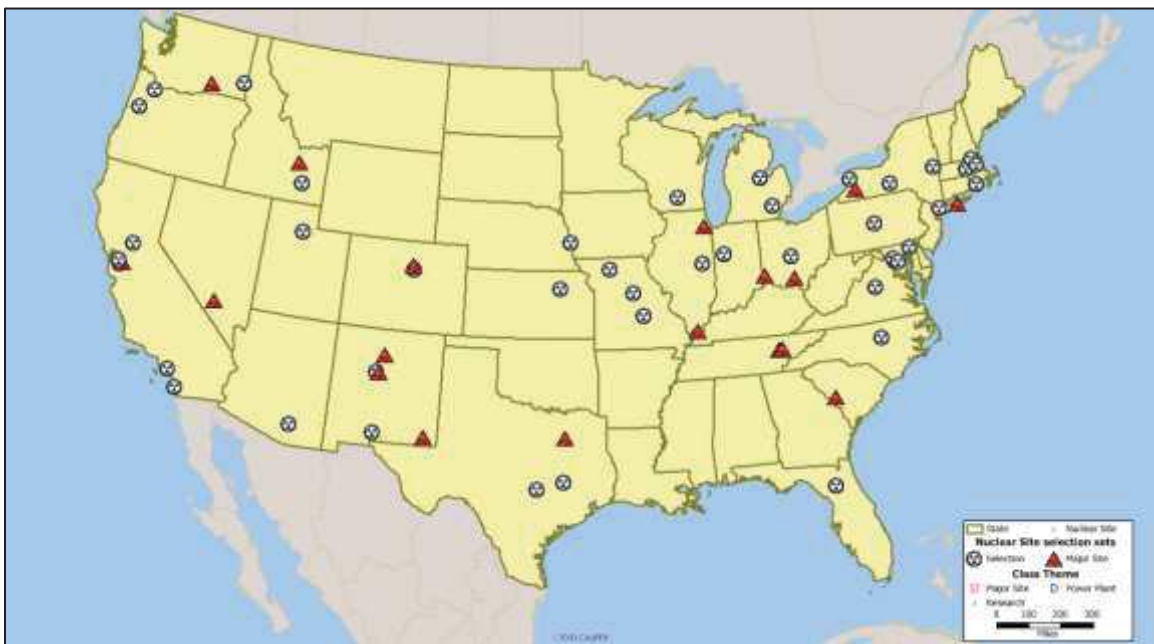 State Nuclear Site
Nuclear Site selection sets
Selection Major Site
Class Theme
Major Site Power Plant
Research
0 100 200 300
Miles